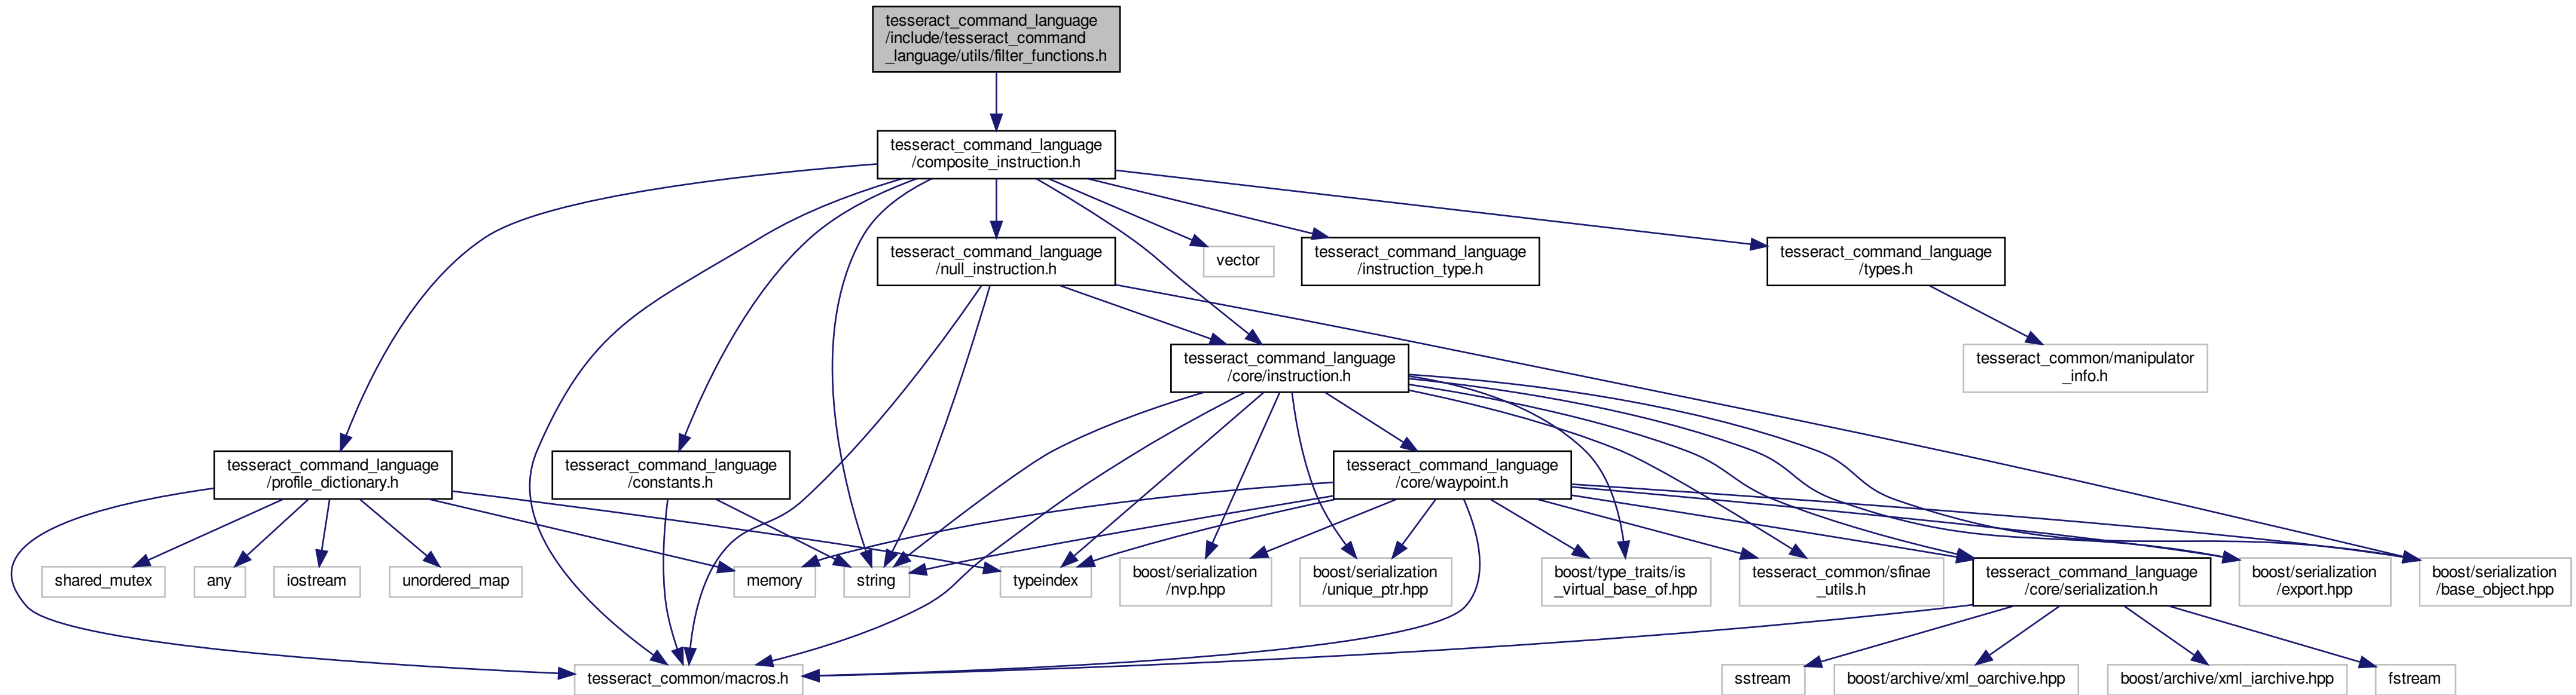 tesseract_command_language
/include/tesseract_command
_language/utils/filter_functions.h
tesseract_command_language
/composite_instruction.h
tesseract_command_language
/null_instruction.h
vector
tesseract_command_language
/instruction_type.h
tesseract_command_language
/types.h
tesseract_command_language
/core/instruction.h
tesseract_common/manipulator
_info.h
tesseract_command_language
/profile_dictionary.h
tesseract_command_language
/constants.h
tesseract_command_language
/core/waypoint.h
shared_mutex
any
iostream
unordered_map
memory
string
typeindex
boost/serialization
/nvp.hpp
boost/serialization
/unique_ptr.hpp
boost/type_traits/is
_virtual_base_of.hpp
tesseract_common/sfinae
_utils.h
tesseract_command_language
/core/serialization.h
boost/serialization
/export.hpp
boost/serialization
/base_object.hpp
tesseract_common/macros.h
sstream
boost/archive/xml_oarchive.hpp
boost/archive/xml_iarchive.hpp
fstream